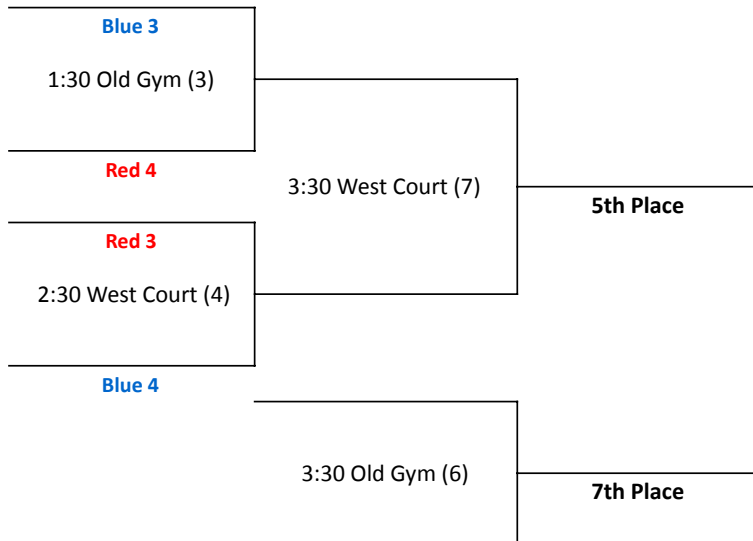 Blue 3
1:30 Old Gym (3)
Red 4
3:30 West Court (7)
5th Place
Red 3
2:30 West Court (4)
Blue 4
3:30 Old Gym (6)
7th Place